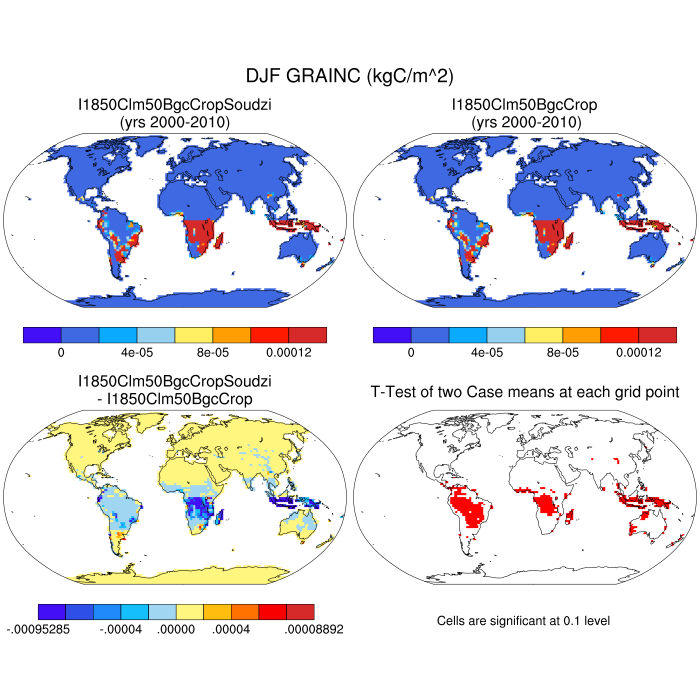 DJF GRAINC (kgC/m^2)
I1850Clm50BgcCropSoudzi
(yrs 2000-2010)
I1850Clm50BgcCrop
(yrs 2000-2010)
0 4e-05 8e-05 0.00012
0 4e-05 8e-05 0.00012
I1850Clm50BgcCropSoudzi
- I1850Clm50BgcCrop
T-Test of two Case means at each grid point
-.00095285 -.00004 .00000 .00004 .00008892
Cells are significant at 0.1 level